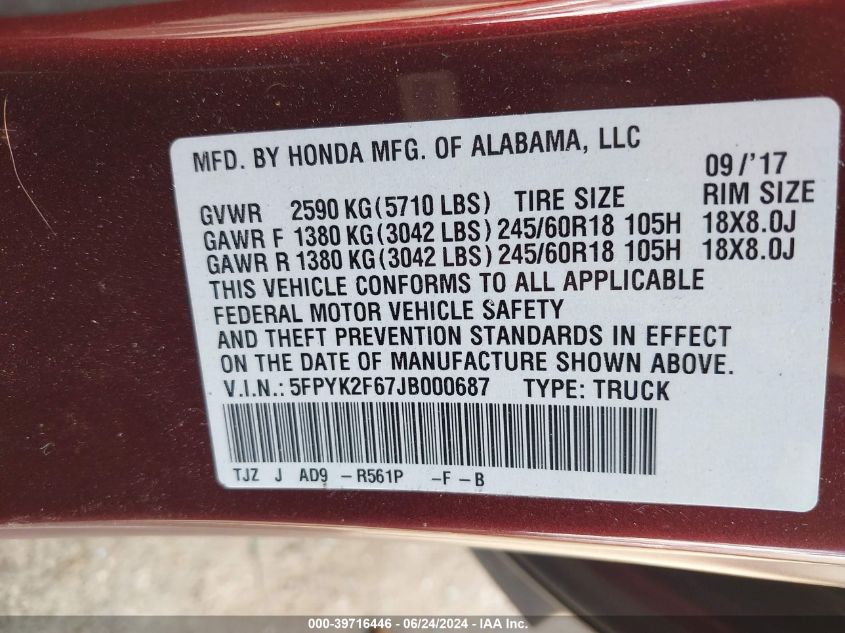 MFD. BY HONDA MFG. OF ALABAMA, LLC 09/'17
GVWR 2590 KG(5710 LBS) TIRE SIZE RIM SIZE
GAWR F 1380 KG(3042 LBS) 245/60R18 105H 18X8.0J
GAWR R 1380 KG(3042 LBS) 245/60R18 105H 18X8.0J
THIS VEHICLE CONFORMS TO ALL APPLICABLE
FEDERAL MOTOR VEHICLE SAFETY
AND THEFT PREVENTION STANDARDS IN EFFECT
ON THE DATE OF MANUFACTURE SHOWN ABOVE.
V.I.N.: 5FPYK2F67JB000687 TYPE: TRUCK
TJZ J AD9 -R561P -F-B
000-39716446 - 06/24/2024 - IAA Inc.